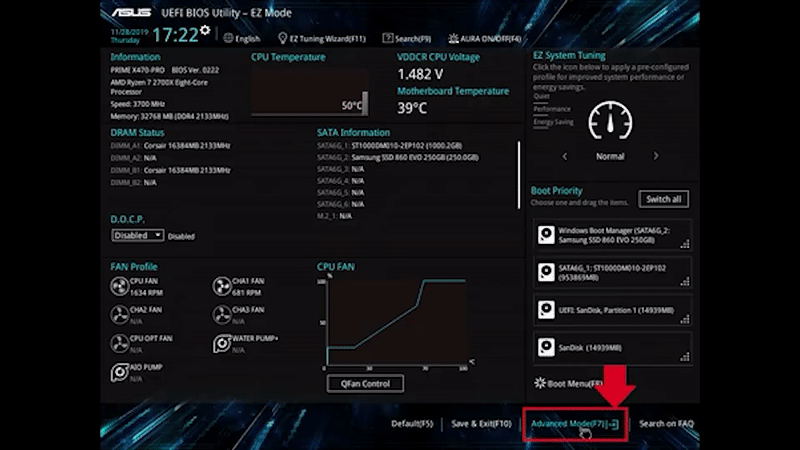 ASUS UEFI BIOS Utility – EZ Mode
11/28/2019
Thursday
17:22
English
EZ Tuning Wizard(F11)
Search(F9)
AURA ON/OFF(F4)
Information
PRIME X470-PRO BIOS Ver. 0222
AMD Ryzen 7 2700X Eight-Core
Processor
Speed: 3700 MHz
Memory: 32768 MB (DDR4 2133MHz)
CPU Temperature
50°C
VDDCR CPU Voltage
1.482 V
Motherboard Temperature
39°C
EZ System Tuning
Click the icon below to apply a pre-configured
profile for improved system performance or
energy savings.
Quiet
Performance
Energy Saving
Normal
DRAM Status
DIMM_A1: Corsair 16384MB 2133MHz
DIMM_A2: N/A
DIMM_B1: Corsair 16384MB 2133MHz
DIMM_B2: N/A
SATA Information
SATA6G_1: ST1000DM010-2EP102 (1000.2GB)
SATA6G_2: Samsung SSD 860 EVO 250GB (250.0GB)
SATA6G_3: N/A
SATA6G_4: N/A
SATA6G_5: N/A
SATA6G_6: N/A
M.2_1: N/A
D.O.C.P.
Disabled
Disabled
Boot Priority
Choose one and drag the items.
Switch all
Windows Boot Manager (SATA6G_2:
Samsung SSD 860 EVO 250GB)
SATA6G_1: ST1000DM010-2EP102
(953869MB)
UEFI: SanDisk, Partition 1 (14939MB)
SanDisk (14939MB)
Boot Menu(F8)
FAN Profile
CPU FAN
1634 RPM
CHA1 FAN
681 RPM
CHA2 FAN
N/A
CHA3 FAN
N/A
CPU OPT FAN
N/A
WATER PUMP+
N/A
AIO PUMP
N/A
CPU FAN
%
100
50
0
30
70
100
°C
QFan Control
Default(F5)
Save & Exit(F10)
Advanced Mode(F7)
Search on FAQ